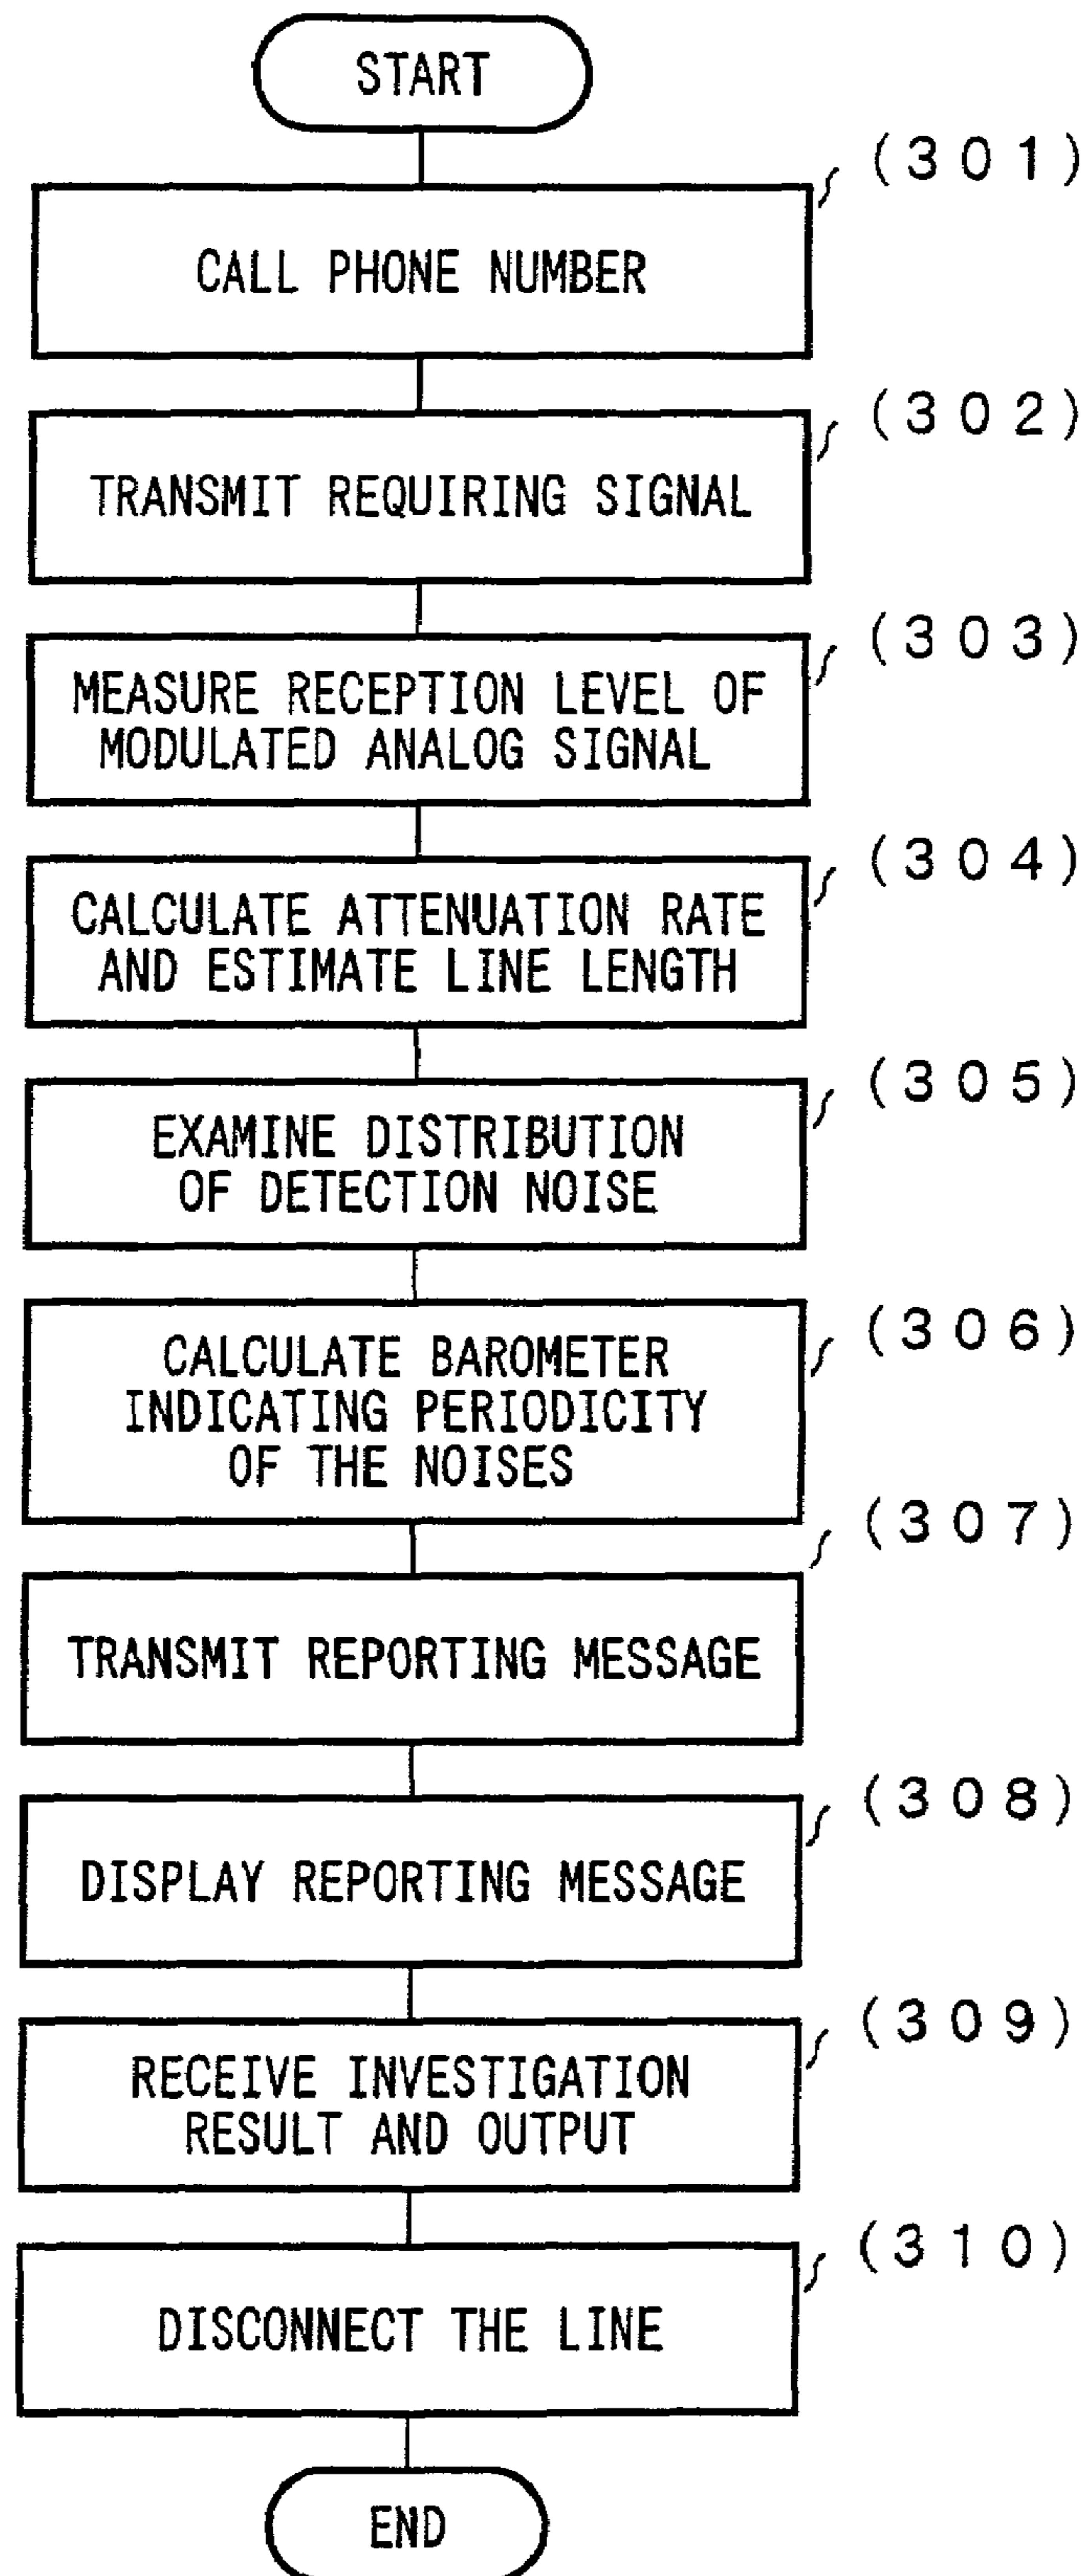 START
(301)
CALL PHONE NUMBER
(302)
TRANSMIT REQUIRING SIGNAL
(303)
MEASURE RECEPTION LEVEL OF
MODULATED ANALOG SIGNAL
(304)
CALCULATE ATTENUATION RATE
AND ESTIMATE LINE LENGTH
(305)
EXAMINE DISTRIBUTION
OF DETECTION NOISE
(306)
CALCULATE BAROMETER
INDICATING PERIODICITY
OF THE NOISES
(307)
TRANSMIT REPORTING MESSAGE
(308)
DISPLAY REPORTING MESSAGE
(309)
RECEIVE INVESTIGATION
RESULT AND OUTPUT
(310)
DISCONNECT THE LINE
END